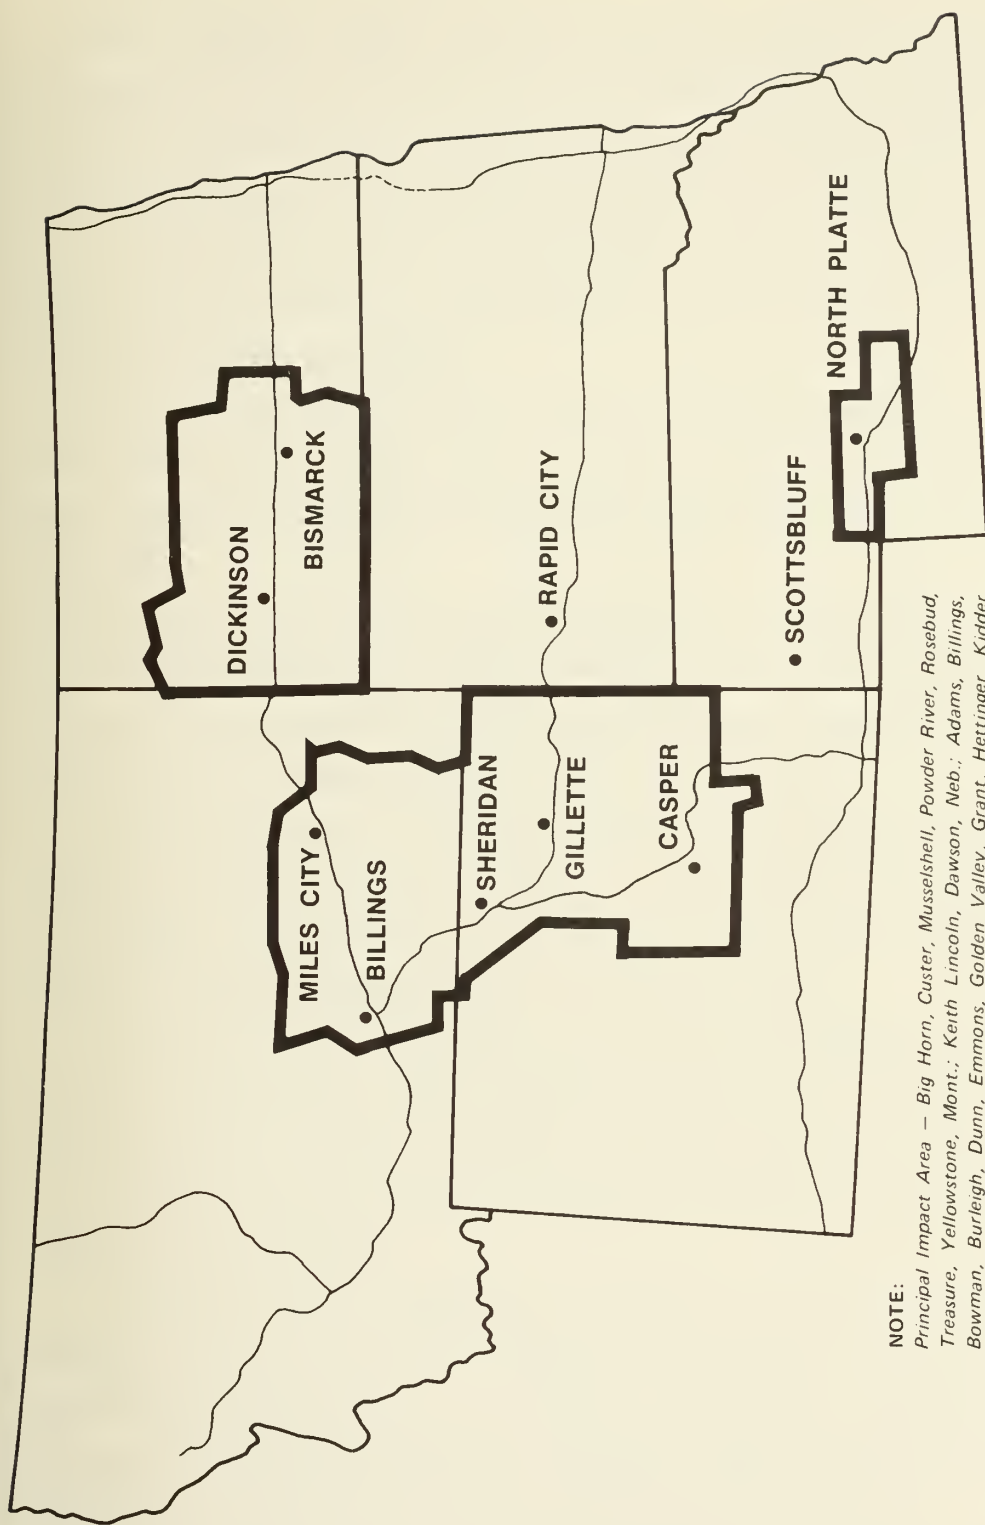 DICKINSON
BISMARCK
MILES CITY
BILLINGS
SHERIDAN
GILLETTE
CASPER
RAPID CITY
SCOTTSBLUFF
NORTH PLATTE
NOTE:
Principal Impact Area — Big Horn, Custer, Musselshell, Powder River, Rosebud,
Treasure, Yellowstone, Mont.; Keith Lincoln, Dawson, Neb.; Adams, Billings,
Bowman, Burleigh, Dunn, Emmons, Golden Valley, Grant, Hettinger, Kidder,